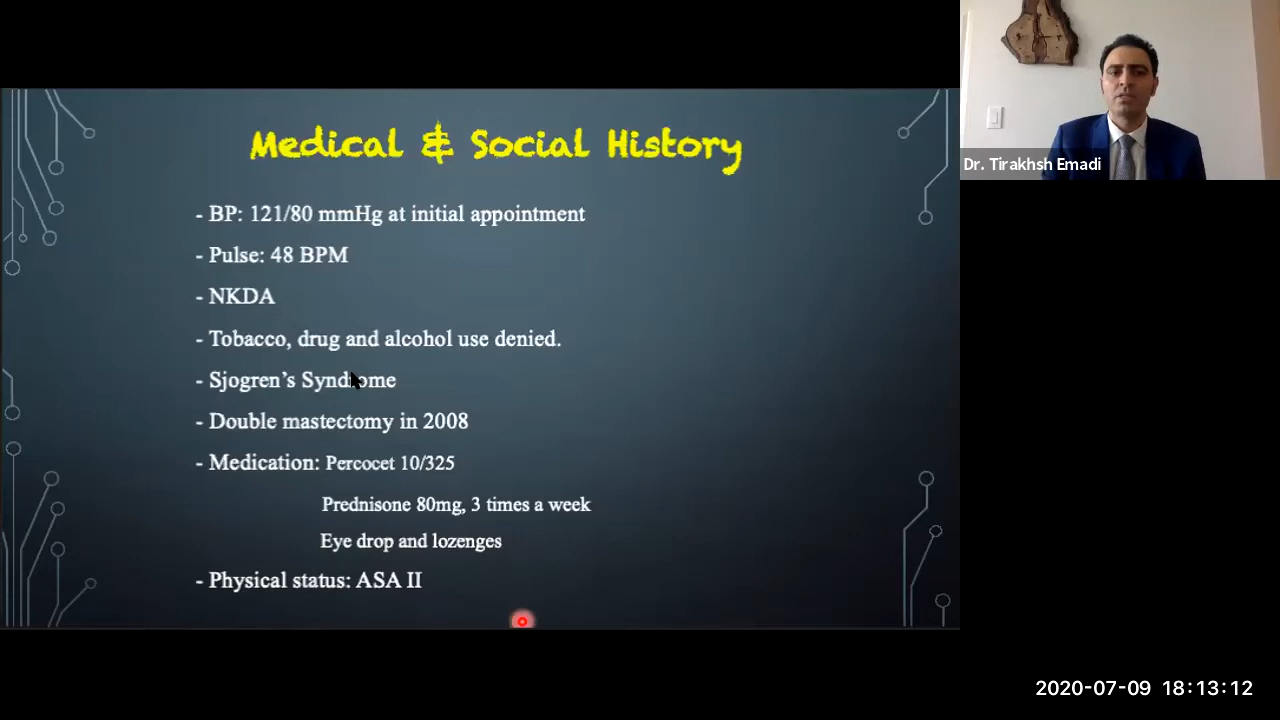 Medical & Social History
- BP: 121/80 mmHg at initial appointment
- Pulse: 48 BPM
- NKDA
- Tobacco, drug and alcohol use denied.
- Sjogren’s Syndrome
- Double mastectomy in 2008
- Medication: Percocet 10/325
Prednisone 80mg, 3 times a week
Eye drop and lozenges
- Physical status: ASA II
Dr. Tirakhsh Emadi
2020-07-09 18:13:12